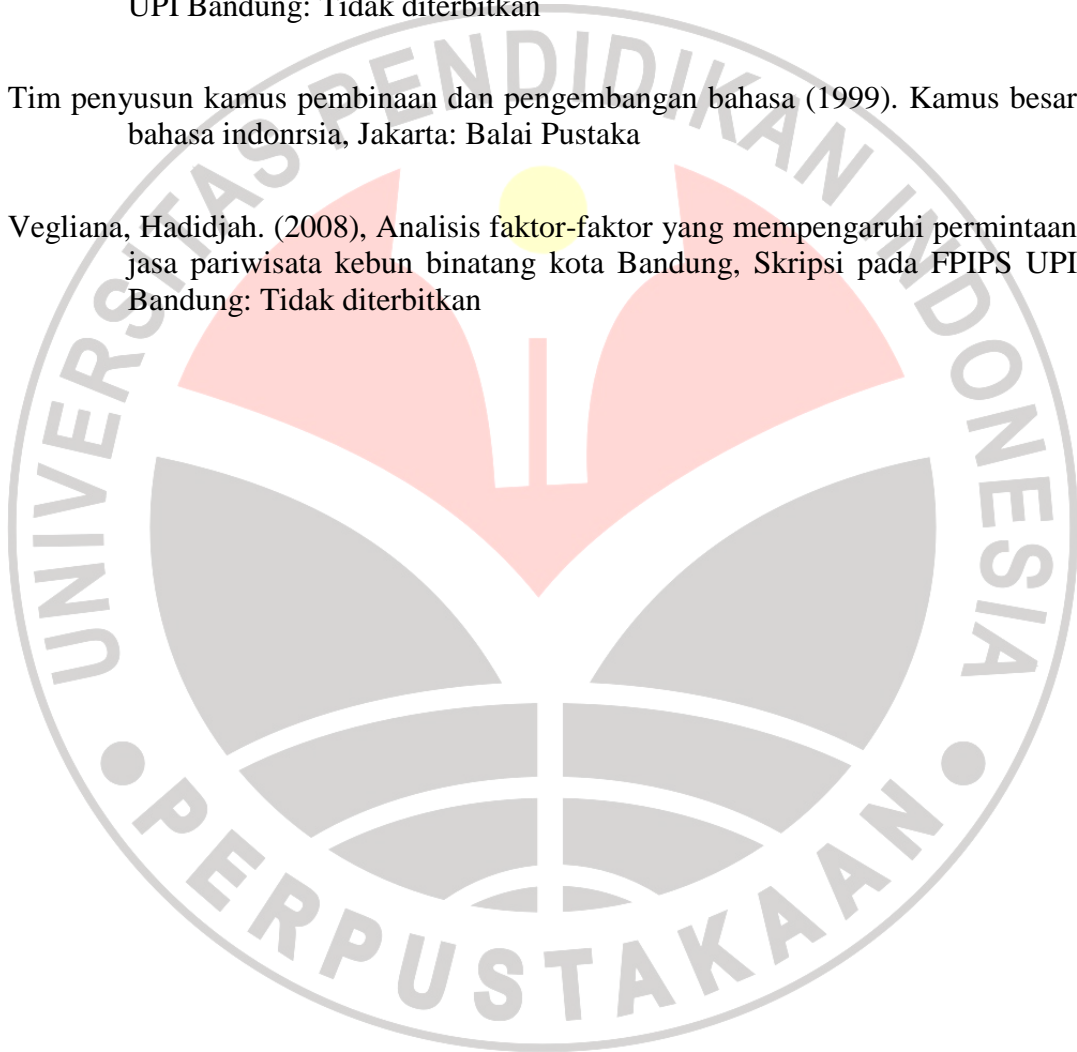 UPI Bandung: Tidak diterbitkan
Tim penyusun kamus pembinaan dan pengembangan bahasa (1999). Kamus besar
bahasa indonrsia, Jakarta: Balai Pustaka
Vegliana, Hadidjah. (2008), Analisis faktor-faktor yang mempengaruhi permintaan
jasa pariwisata kebun binatang kota Bandung, Skripsi pada FPIPS UPI
Bandung: Tidak diterbitkan
UNIVERSITAS PENDIDIKAN INDONESIA
PERPUSTAKAAN